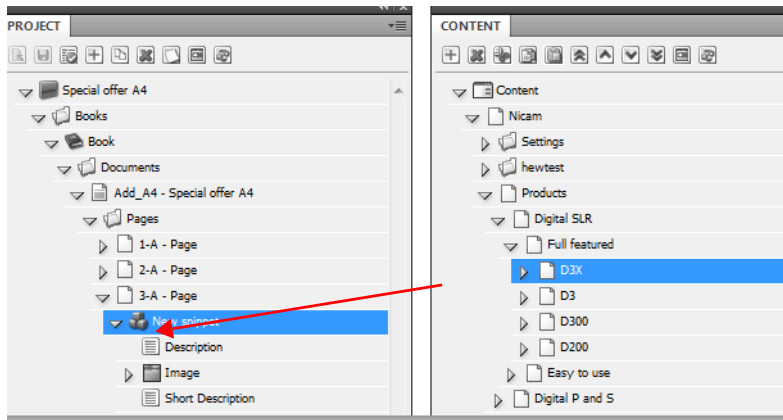 PROJECT
Special offer A4
Books
Book
Documents
Add_A4 - Special offer A4
Pages
1-A - Page
2-A - Page
3-A - Page
New snippet
Description
Image
Short Description
CONTENT
Content
Nicam
Settings
hewtest
Products
Digital SLR
Full featured
D3X
D3
D300
D200
Easy to use
Digital P and S